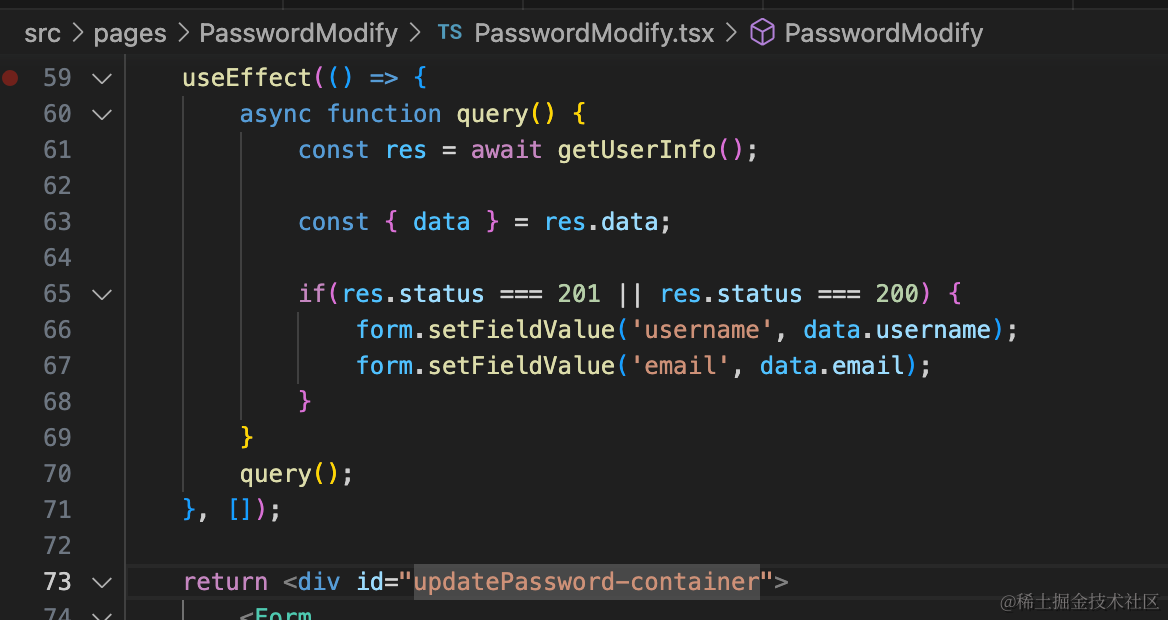 src > pages > PasswordModify > TS PasswordModify.tsx > PasswordModify
59 useEffect(() => {
60 async function query() {
61 const res = await getUserInfo();
62
63 const { data } = res.data;
64
65 if(res.status === 201 || res.status === 200) {
66 form.setFieldValue('username', data.username);
67 form.setFieldValue('email', data.email);
68 }
69 }
70 query();
71 }, []);
72
73 return <div id="updatePassword-container">
74 <Form
@稀土掘金技术社区